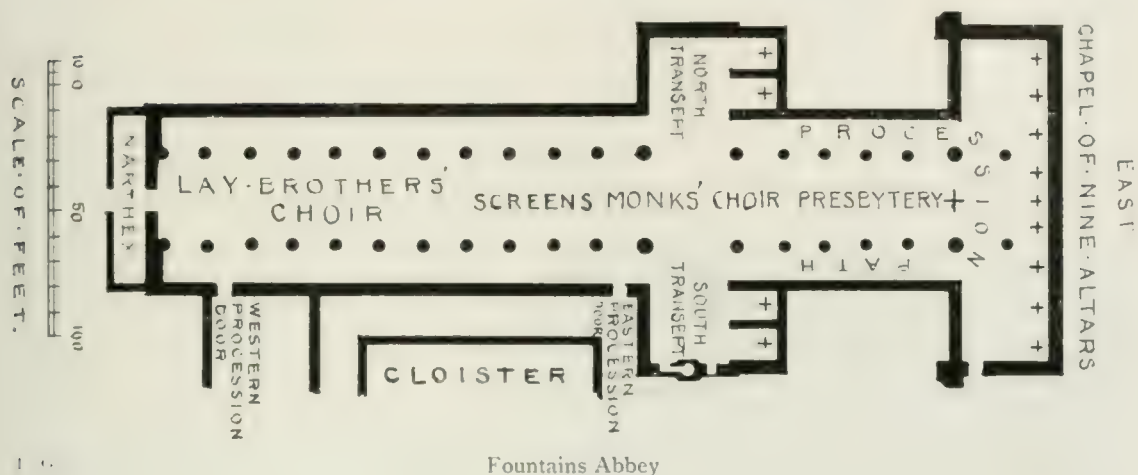 SCALE·OF·FEET.
10 0 50 100
NARTHEX
LAY·BROTHERS'
CHOIR
SCREENS MONKS' CHOIR PRESBYTERY
NORTH
TRANSEPT
SOUTH
TRANSEPT
PROCESSION
PATH
CHAPEL·OF·NINE·ALTARS
EAST
WESTERN
PROCESSION
DOOR
CLOISTER
EASTERN
PROCESSION
DOOR
Fountains Abbey